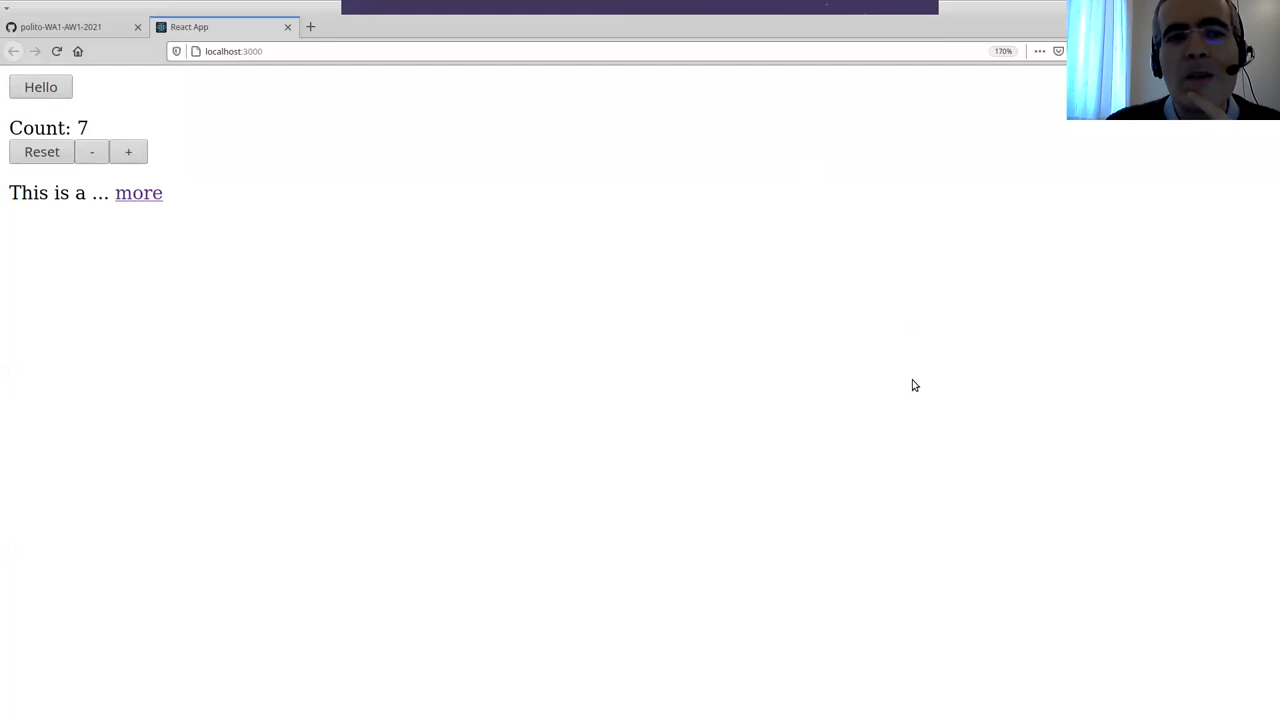 polito-WA1-AW1-2021
React App
localhost:3000
170%
Hello
Count: 7
Reset - +
This is a ... more